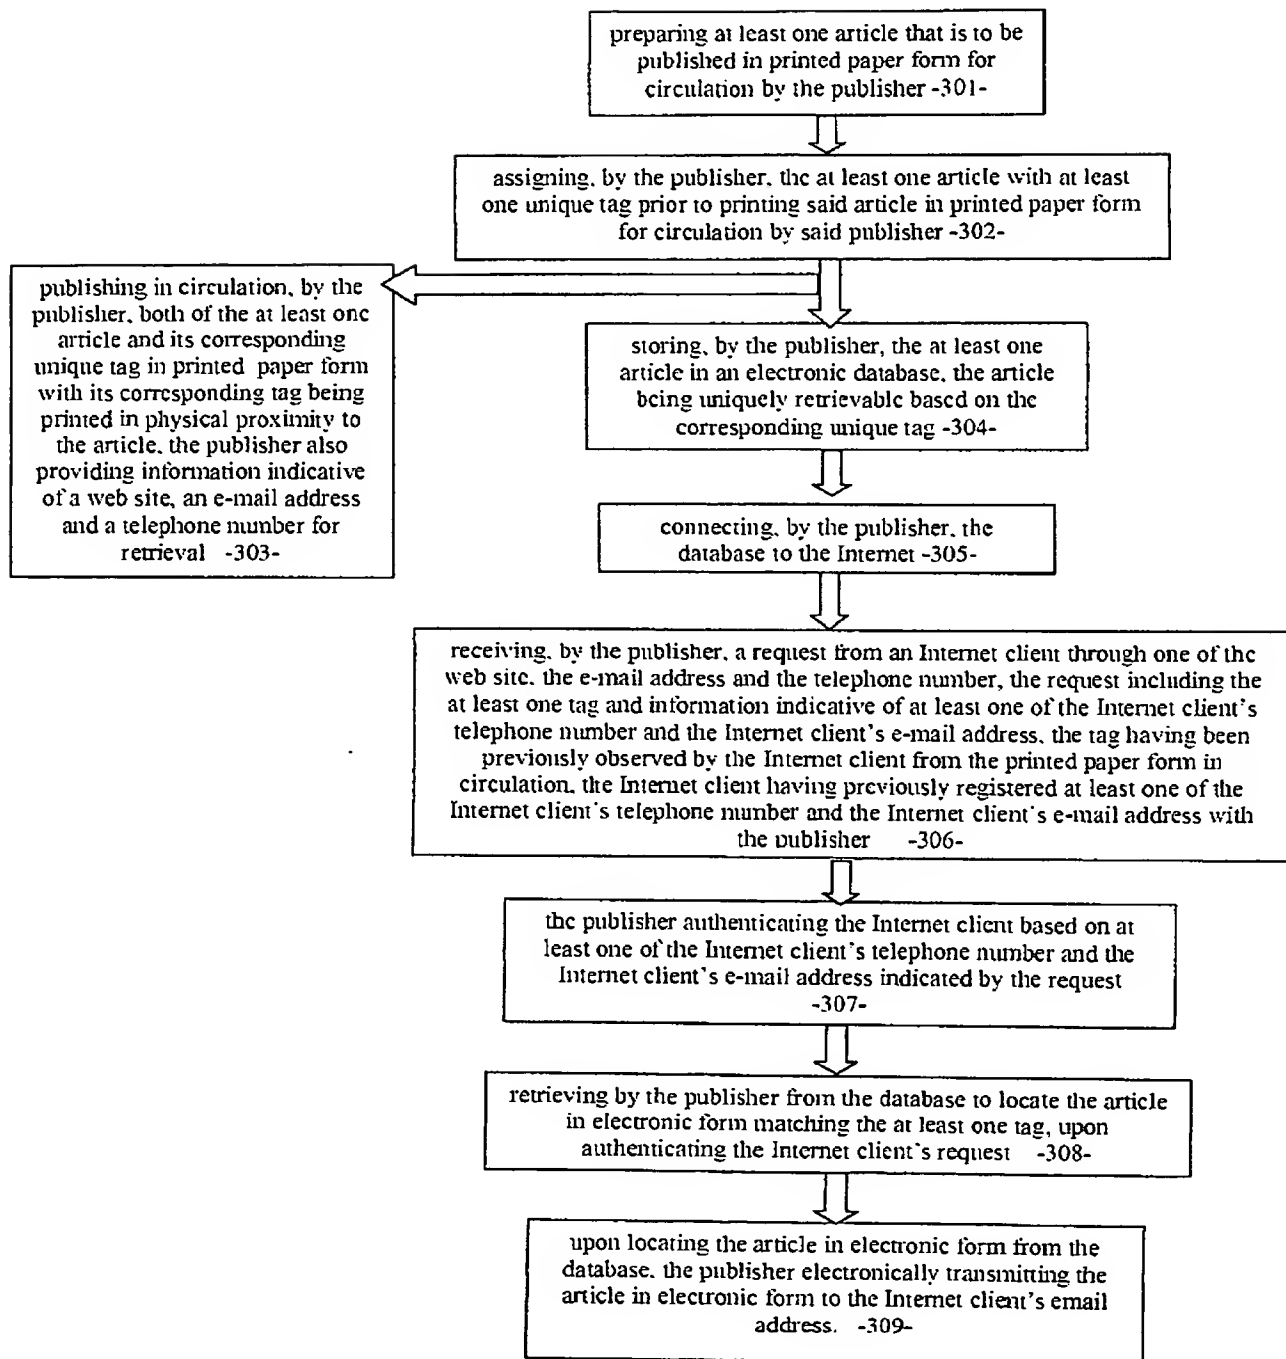 preparing at least one article that is to be
published in printed paper form for
circulation by the publisher -301-
assigning, by the publisher, the at least one article with at least
one unique tag prior to printing said article in printed paper form
for circulation by said publisher -302-
publishing in circulation, by the
publisher, both of the at least one
article and its corresponding
unique tag in printed paper form
with its corresponding tag being
printed in physical proximity to
the article, the publisher also
providing information indicative
of a web site, an e-mail address
and a telephone number for
retrieval -303-
storing, by the publisher, the at least one
article in an electronic database, the article
being uniquely retrievable based on the
corresponding unique tag -304-
connecting, by the publisher, the
database to the Internet -305-
receiving, by the publisher, a request from an Internet client through one of the
web site, the e-mail address and the telephone number, the request including the
at least one tag and information indicative of at least one of the Internet client's
telephone number and the Internet client's e-mail address, the tag having been
previously observed by the Internet client from the printed paper form in
circulation, the Internet client having previously registered at least one of the
Internet client's telephone number and the Internet client's e-mail address with
the publisher -306-
the publisher authenticating the Internet client based on at
least one of the Internet client's telephone number and the
Internet client's e-mail address indicated by the request
-307-
retrieving by the publisher from the database to locate the article
in electronic form matching the at least one tag, upon
authenticating the Internet client's request -308-
upon locating the article in electronic form from the
database, the publisher electronically transmitting the
article in electronic form to the Internet client's email
address. -309-